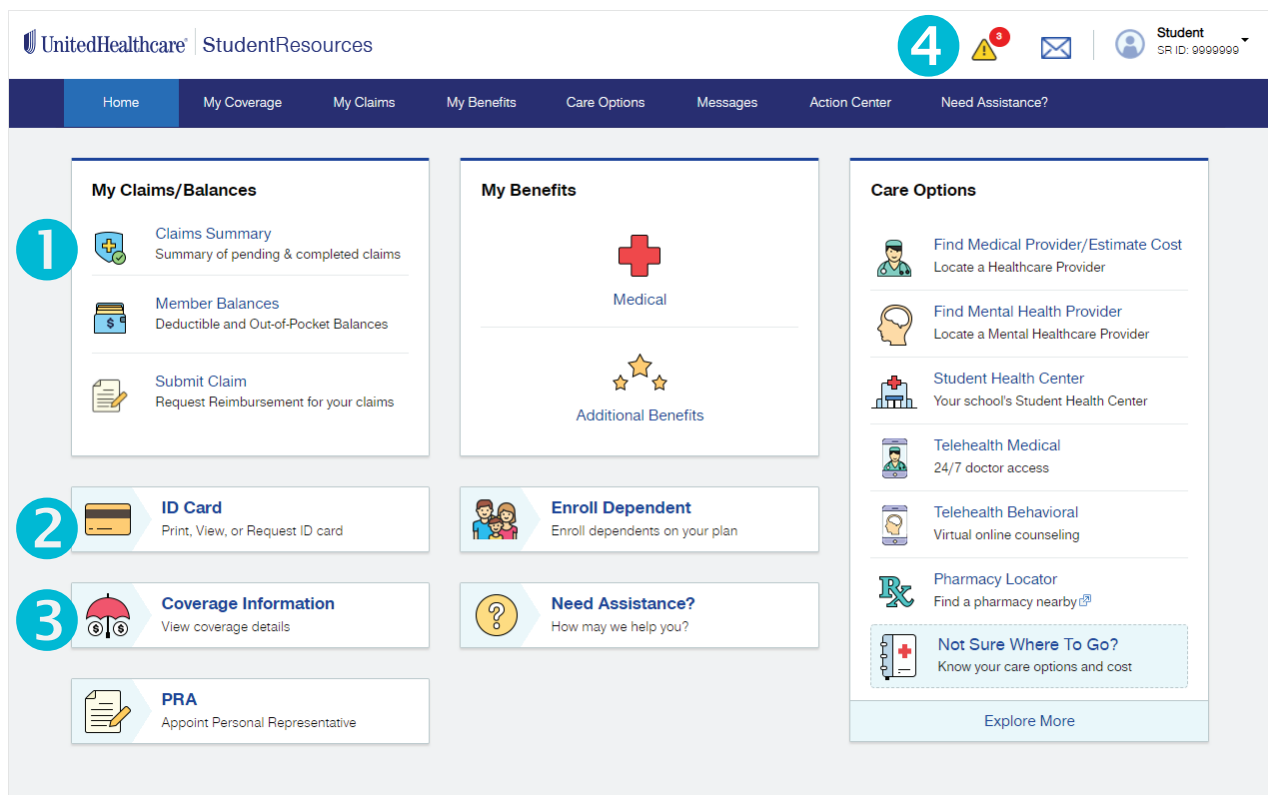 UnitedHealthcare® StudentResources
4
3
Student
SR ID: 9999999
Home My Coverage My Claims My Benefits Care Options Messages Action Center Need Assistance?
My Claims/Balances
1
Claims Summary
Summary of pending & completed claims
Member Balances
Deductible and Out-of-Pocket Balances
Submit Claim
Request Reimbursement for your claims
My Benefits
Medical
Additional Benefits
Care Options
Find Medical Provider/Estimate Cost
Locate a Healthcare Provider
Find Mental Health Provider
Locate a Mental Healthcare Provider
Student Health Center
Your school's Student Health Center
Telehealth Medical
24/7 doctor access
Telehealth Behavioral
Virtual online counseling
Rx
Pharmacy Locator
Find a pharmacy nearby
Not Sure Where To Go?
Know your care options and cost
Explore More
2
ID Card
Print, View, or Request ID card
Enroll Dependent
Enroll dependents on your plan
3
Coverage Information
View coverage details
Need Assistance?
How may we help you?
PRA
Appoint Personal Representative